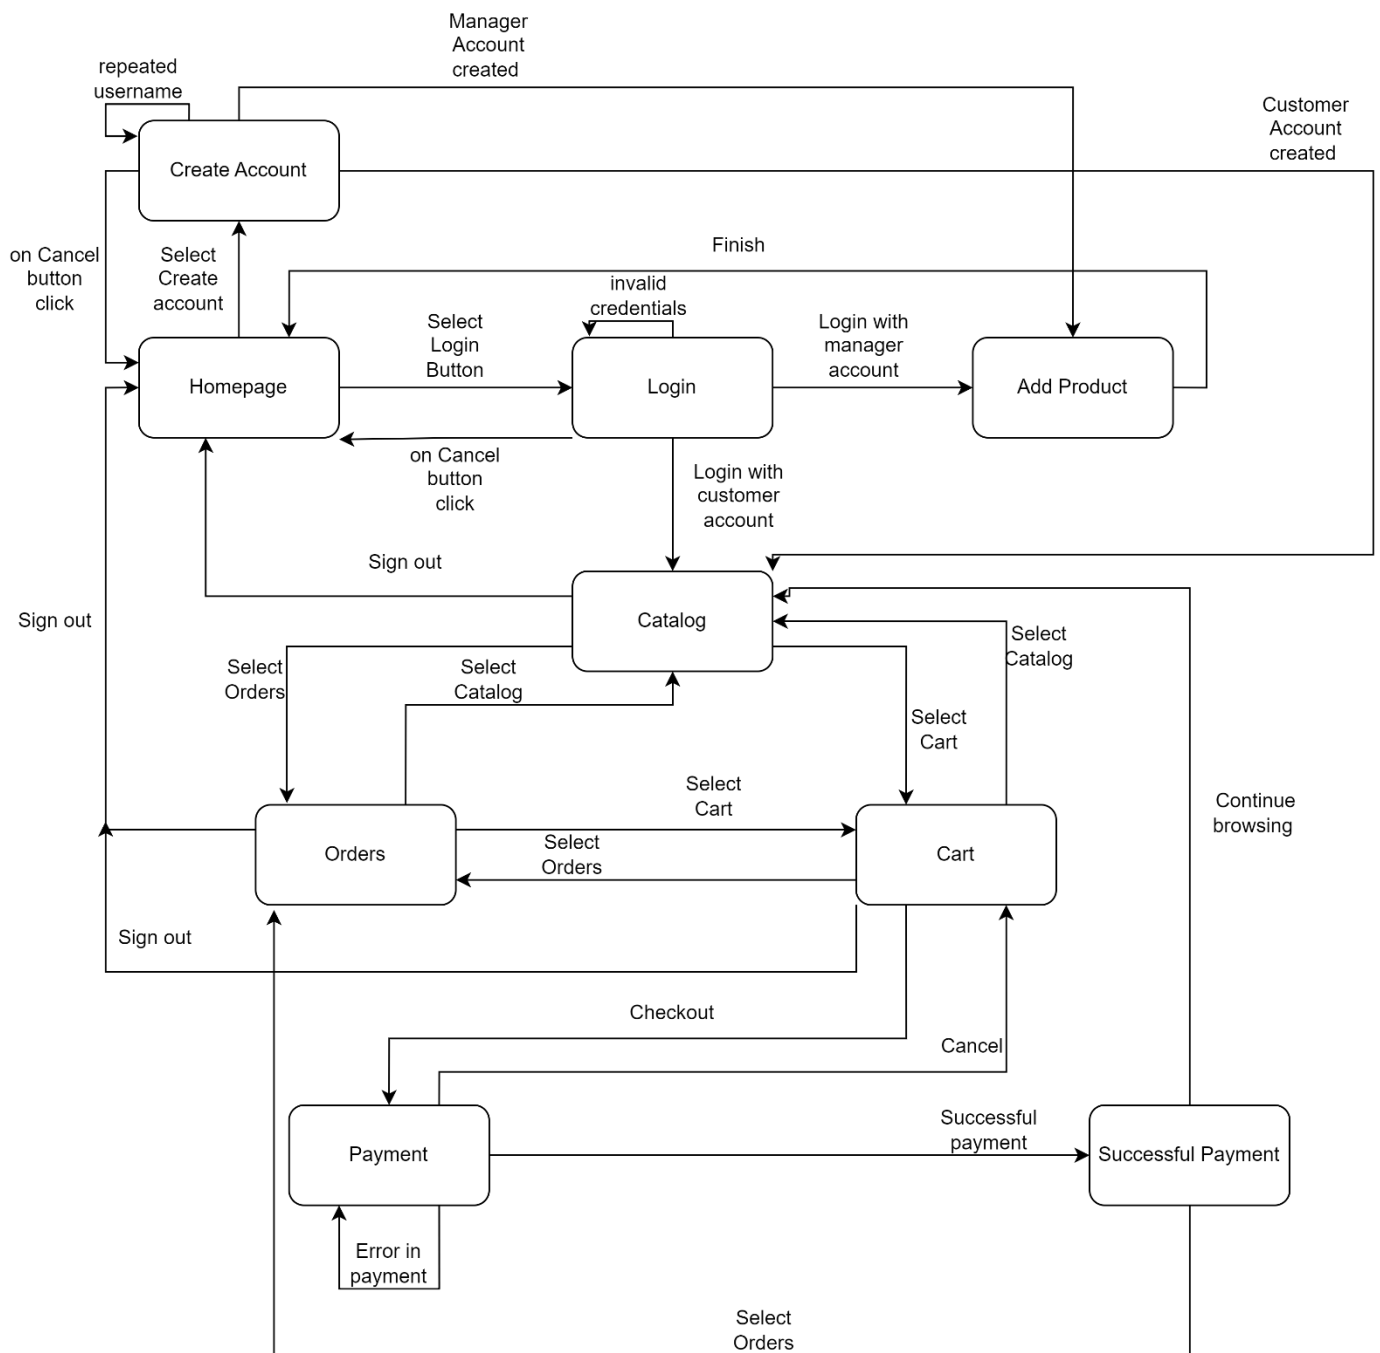 Manager
Account
created
repeated
username
Customer
Account
created
Create Account
on Cancel
button
click
Select
Create
account
Finish
invalid
credentials
Select
Login
Button
Login with
manager
account
Homepage
Login
Add Product
on Cancel
button
click
Login with
customer
account
Sign out
Sign out
Catalog
Select
Orders
Select
Catalog
Select
Catalog
Select
Cart
Select
Cart
Continue
browsing
Select
Orders
Orders
Cart
Sign out
Checkout
Cancel
Successful
payment
Payment
Successful Payment
Error in
payment
Select
Orders